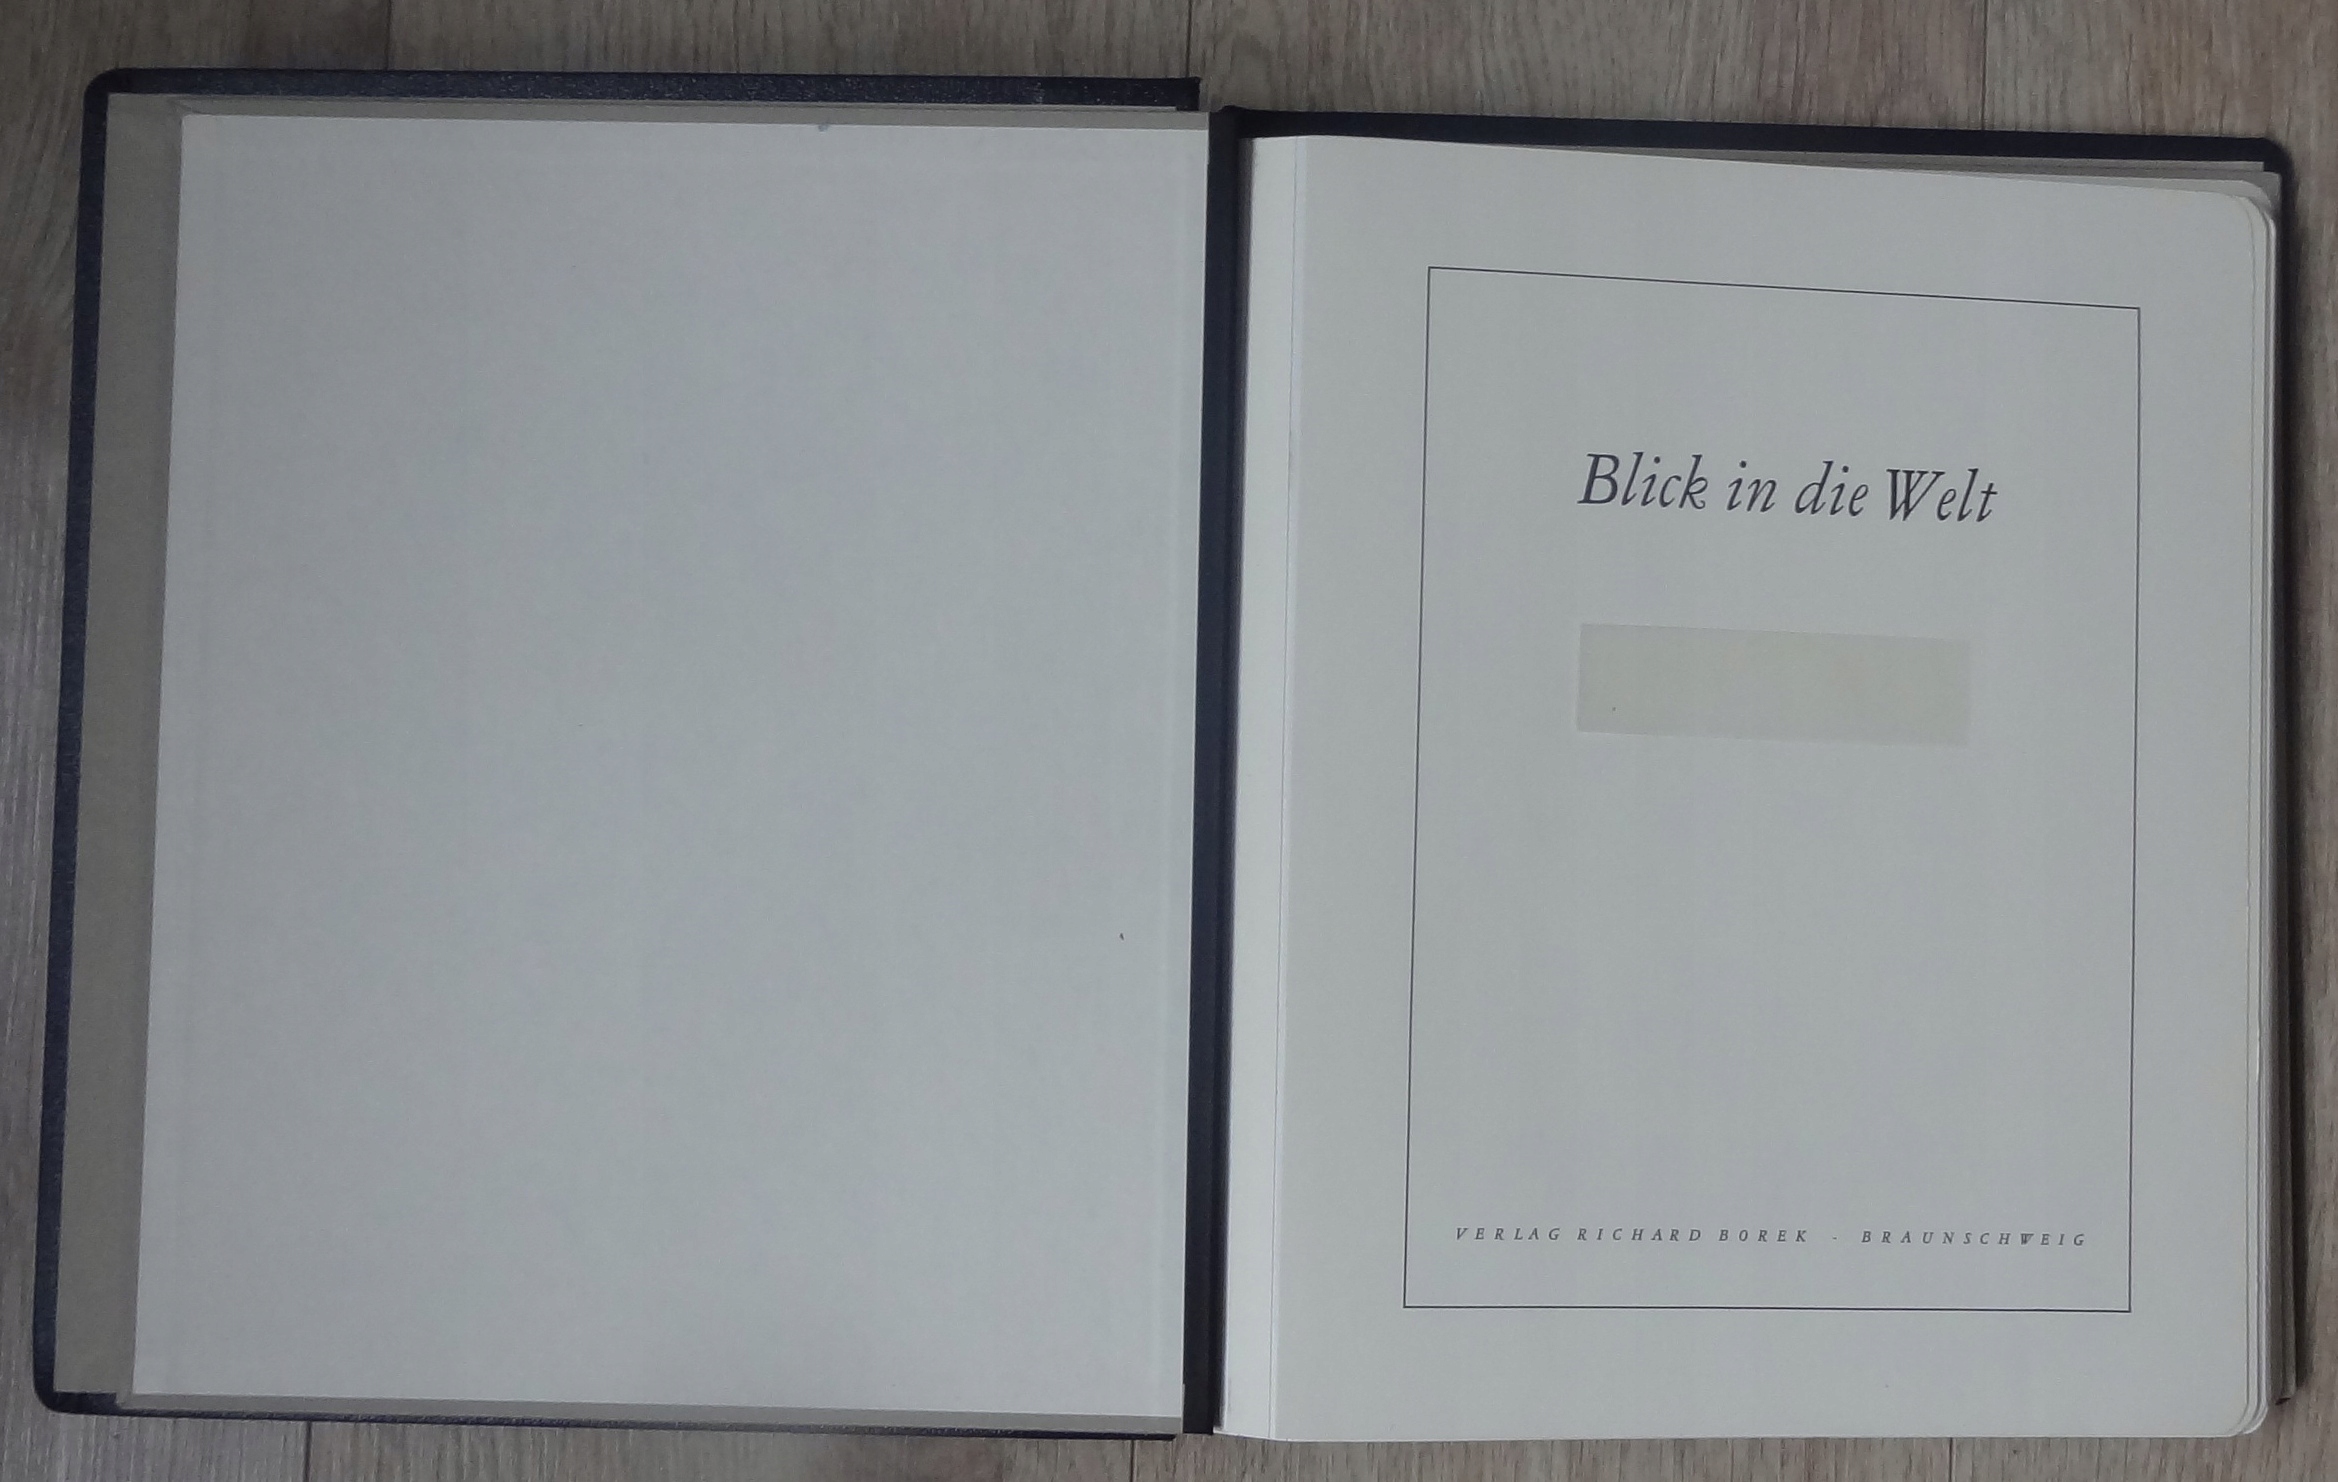 Blick in die Welt
VERLAG RICHARD BOREK - BRAUNSCHWEIG